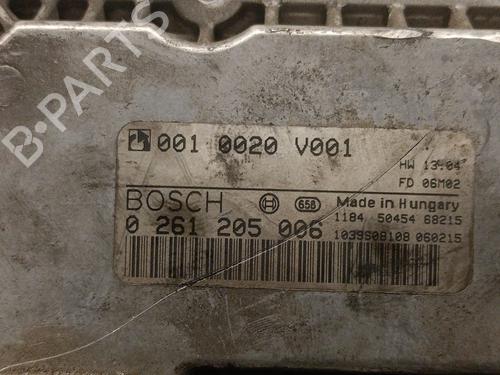 B-PARTS
001 0020 V001
HW 13.04
FD 06M02
BOSCH
658
Made in Hungary
0 261 205 006
1184 50454 68215
1039S08108 060215